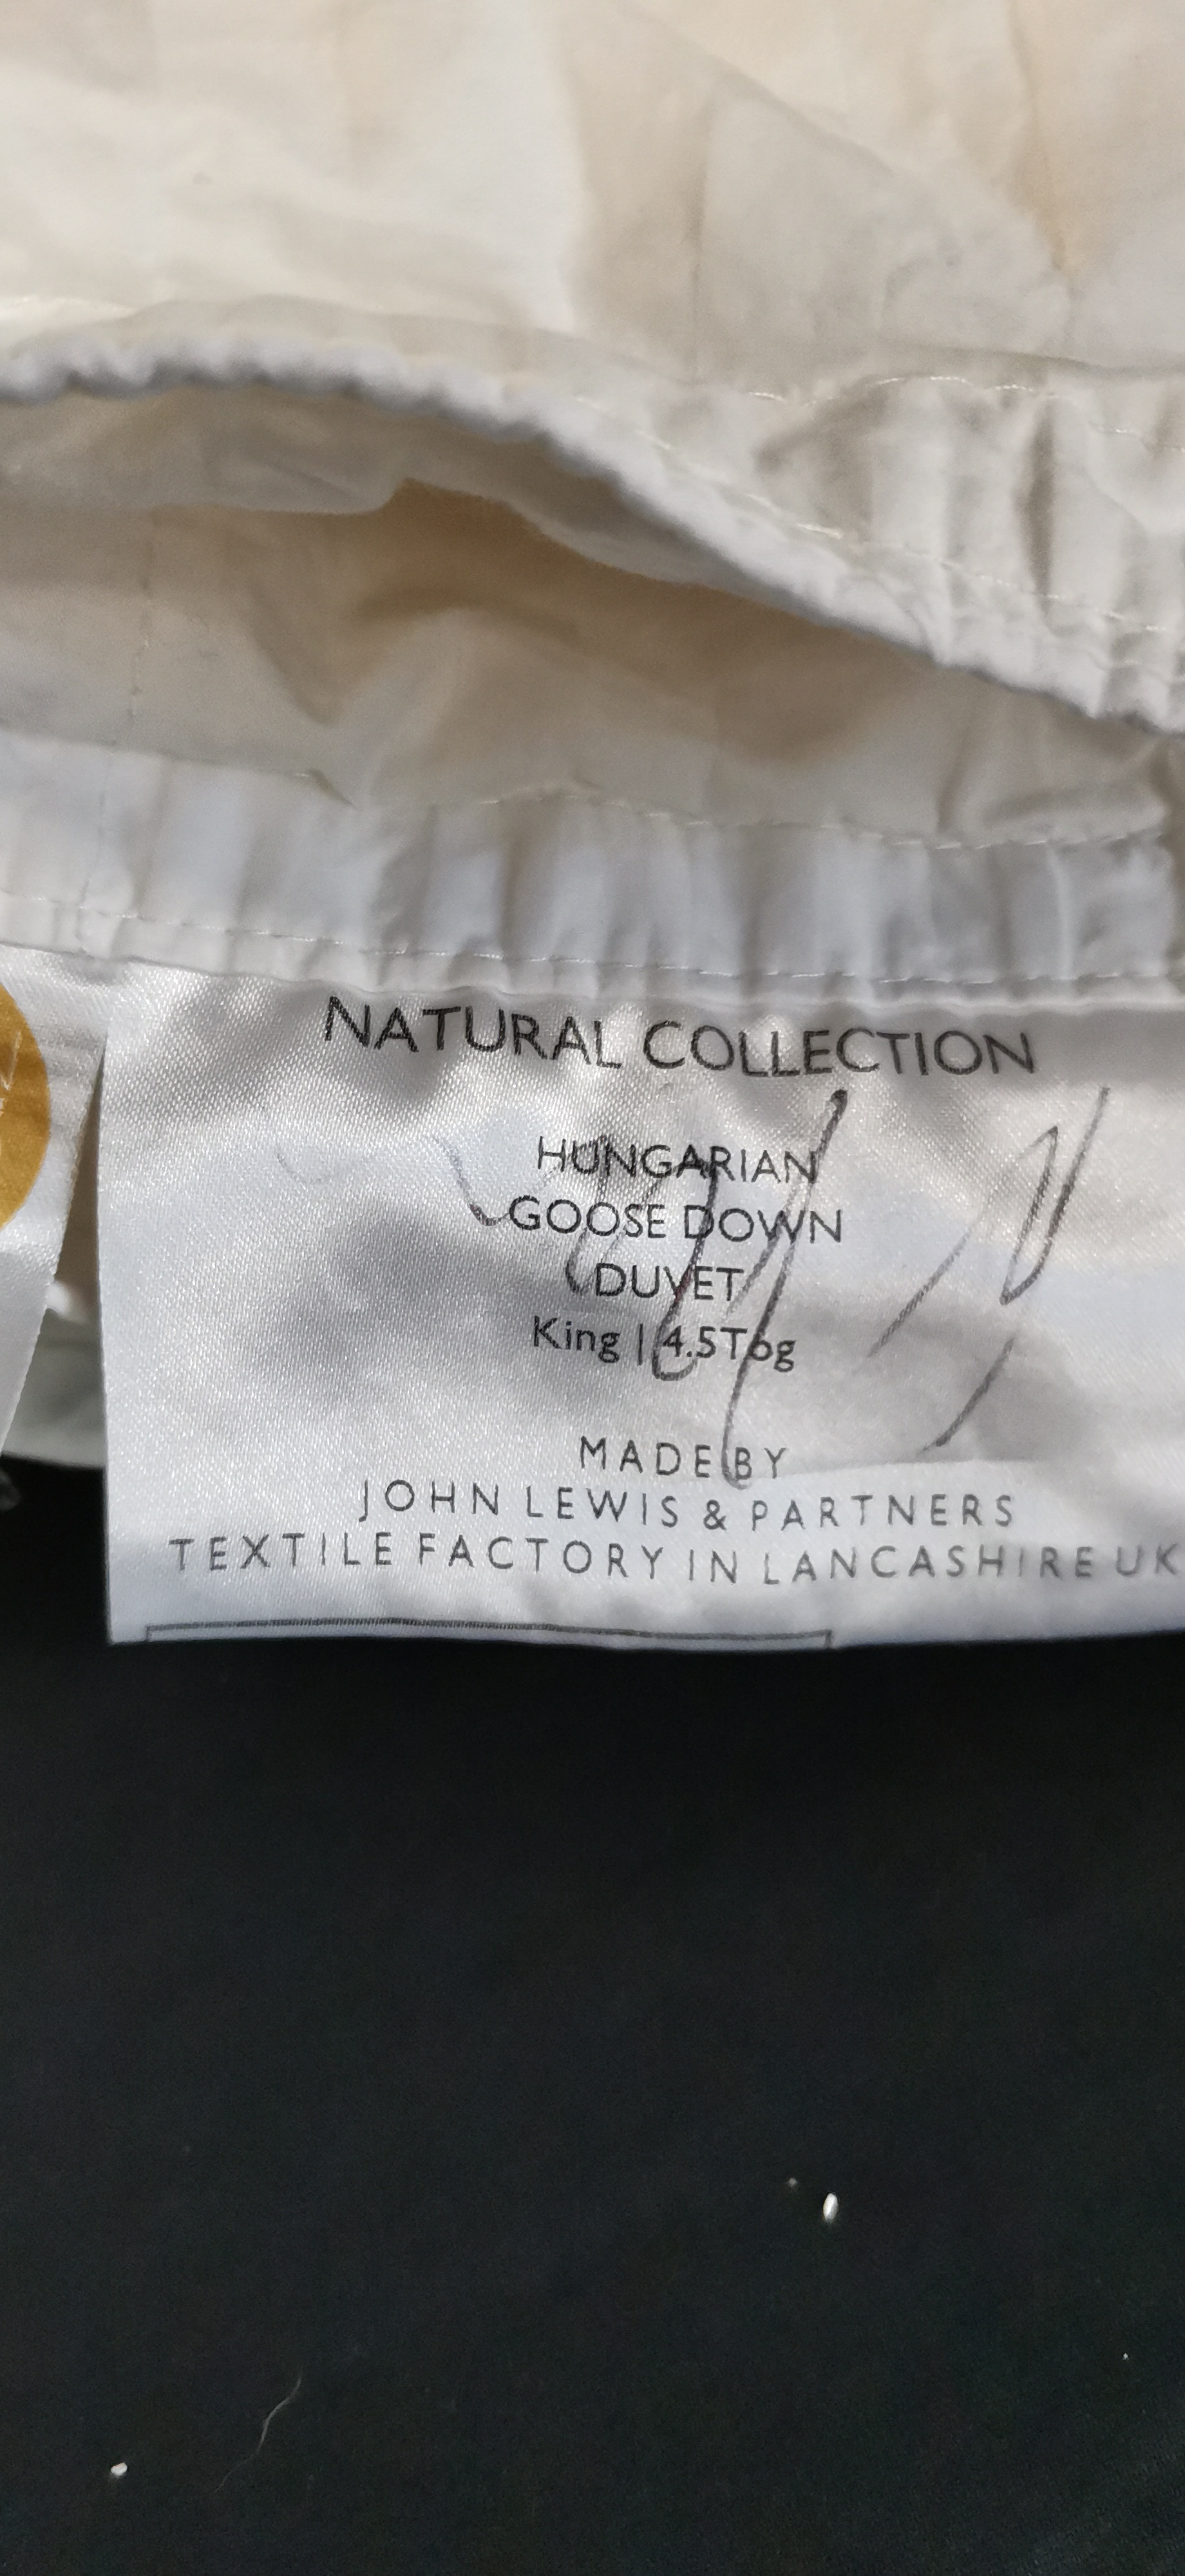 NATURAL COLLECTION
HUNGARIAN
GOOSE DOWN
DUVET
King | 4.5Tog
MADE BY
JOHN LEWIS & PARTNERS
TEXTILE FACTORY IN LANCASHIRE UK